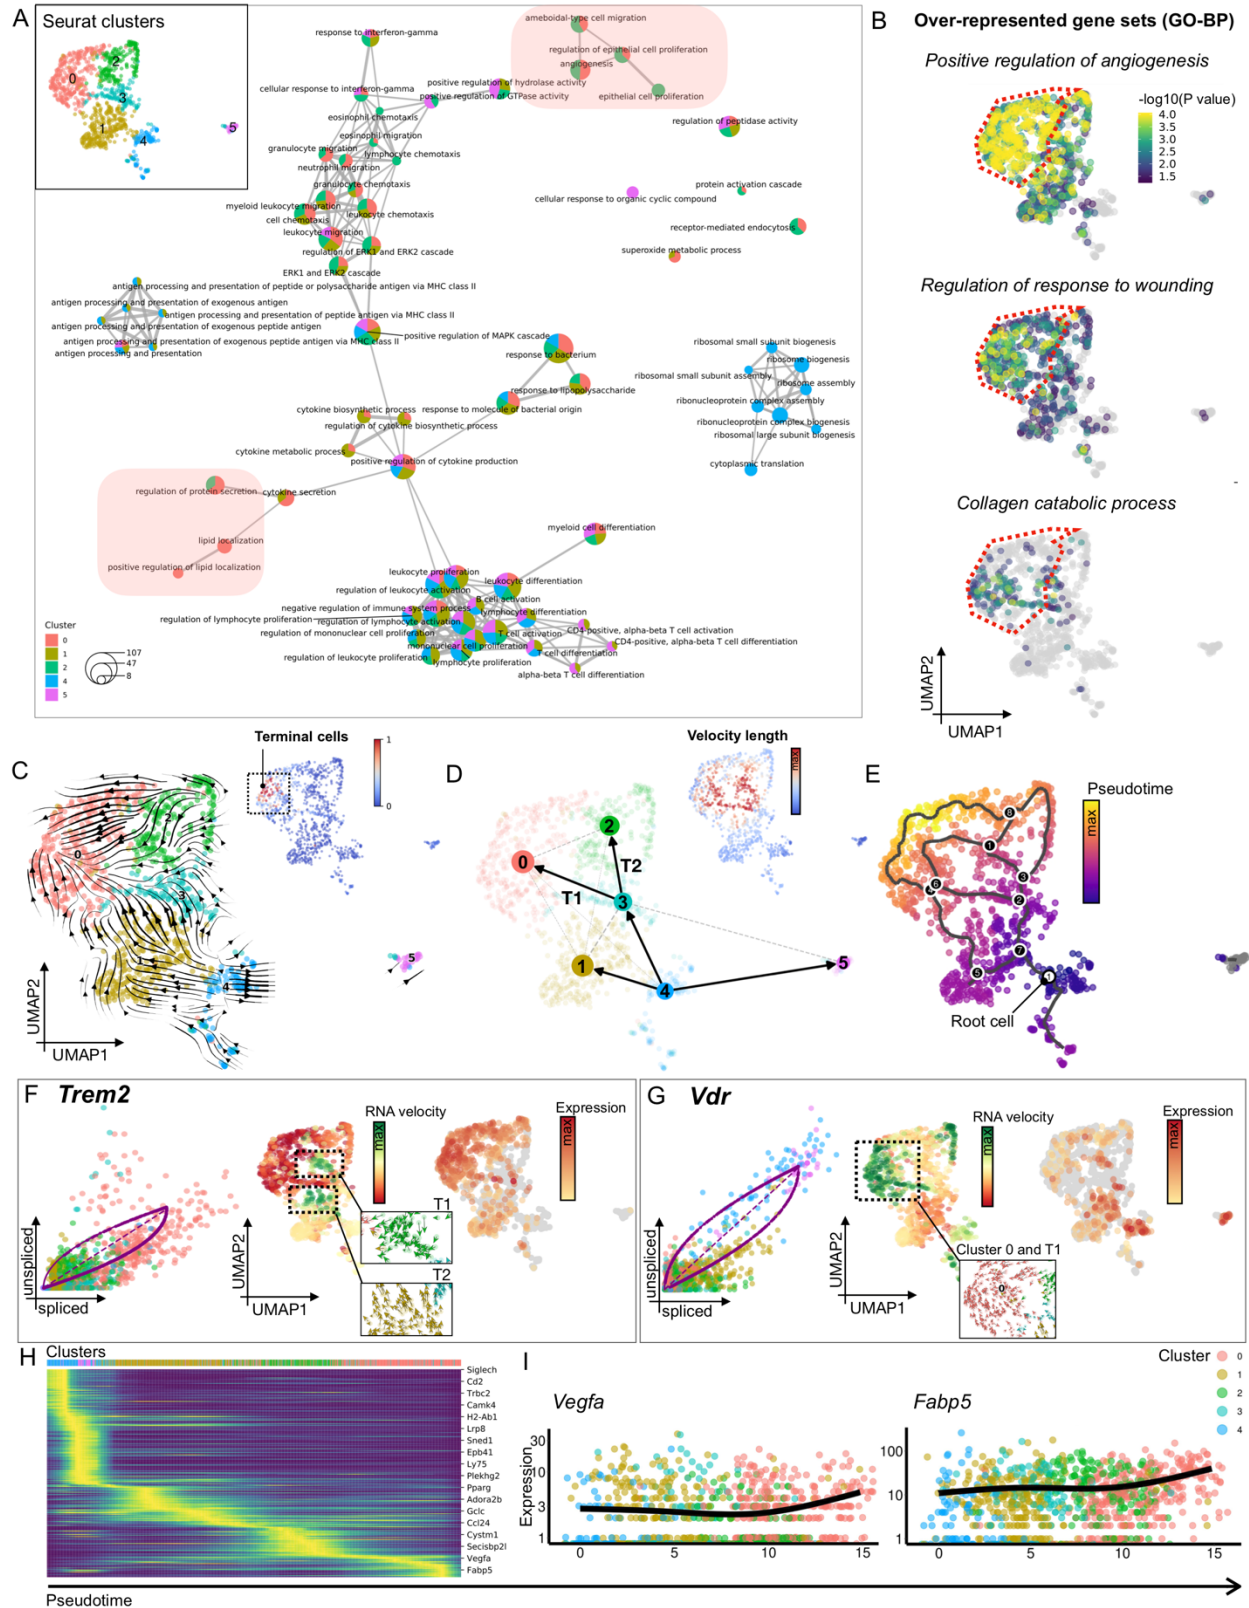 A
Seurat clusters
0
2
3
1
4
5
response to interferon-gamma
ameboidal-type cell migration
regulation of epithelial cell proliferation
angiogenesis
epithelial cell proliferation
positive regulation of hydrolase activity
cellular response to interferon-gamma
positive regulation of GTPase activity
eosinophil chemotaxis
eosinophil migration
granulocyte migration
lymphocyte chemotaxis
neutrophil migration
granulocyte chemotaxis
myeloid leukocyte migration
cell chemotaxis
leukocyte chemotaxis
leukocyte migration
regulation of ERK1 and ERK2 cascade
ERK1 and ERK2 cascade
regulation of peptidase activity
protein activation cascade
cellular response to organic cyclic compound
receptor-mediated endocytosis
superoxide metabolic process
antigen processing and presentation of peptide or polysaccharide antigen via MHC class II
antigen processing and presentation of exogenous antigen
antigen processing and presentation of peptide antigen via MHC class II
antigen processing and presentation of exogenous peptide antigen
antigen processing and presentation of exogenous peptide antigen via MHC class II
antigen processing and presentation
positive regulation of MAPK cascade
response to bacterium
response to lipopolysaccharide
response to molecule of bacterial origin
ribosomal small subunit biogenesis
ribosome biogenesis
ribosomal small subunit assembly
ribosome assembly
ribonucleoprotein complex assembly
ribonucleoprotein complex biogenesis
ribosomal large subunit biogenesis
cytoplasmic translation
cytokine biosynthetic process
regulation of cytokine biosynthetic process
cytokine metabolic process
positive regulation of cytokine production
regulation of protein secretion
cytokine secretion
lipid localization
positive regulation of lipid localization
myeloid cell differentiation
leukocyte proliferation
regulation of leukocyte activation
leukocyte differentiation
B cell activation
negative regulation of immune system process
lymphocyte differentiation
regulation of lymphocyte proliferation
regulation of lymphocyte activation
regulation of mononuclear cell proliferation
T cell activation
CD4-positive, alpha-beta T cell activation
mononuclear cell proliferation
CD4-positive, alpha-beta T cell differentiation
T cell differentiation
regulation of leukocyte proliferation
lymphocyte proliferation
alpha-beta T cell differentiation
Cluster
0
1
2
4
5
107
47
8
B
Over-represented gene sets (GO-BP)
Positive regulation of angiogenesis
-log10(P value)
4.0
3.5
3.0
2.5
2.0
1.5
Regulation of response to wounding
Collagen catabolic process
UMAP2
UMAP1
C
Terminal cells
1
0
0
2
3
1
4
5
UMAP2
UMAP1
D
Velocity length
max
0
2
T2
T1
3
1
4
5
E
Pseudotime
max
8
1
3
6
2
7
5
1
Root cell
F
Trem2
unspliced
spliced
RNA velocity
max
Expression
max
T1
T2
UMAP2
UMAP1
G
Vdr
unspliced
spliced
RNA velocity
max
Expression
max
Cluster 0 and T1
0
UMAP2
UMAP1
H
Clusters
Siglech
Cd2
Trbc2
Camk4
H2-Ab1
Lrp8
Sned1
Epb41
Ly75
Plekhg2
Pparg
Adora2b
Gclc
Ccl24
Cystm1
Secisbp2l
Vegfa
Fabp5
Pseudotime
I
Cluster
0
1
2
3
4
Vegfa
Expression
30
10
3
1
0
5
10
15
Fabp5
100
10
1
0
5
10
15